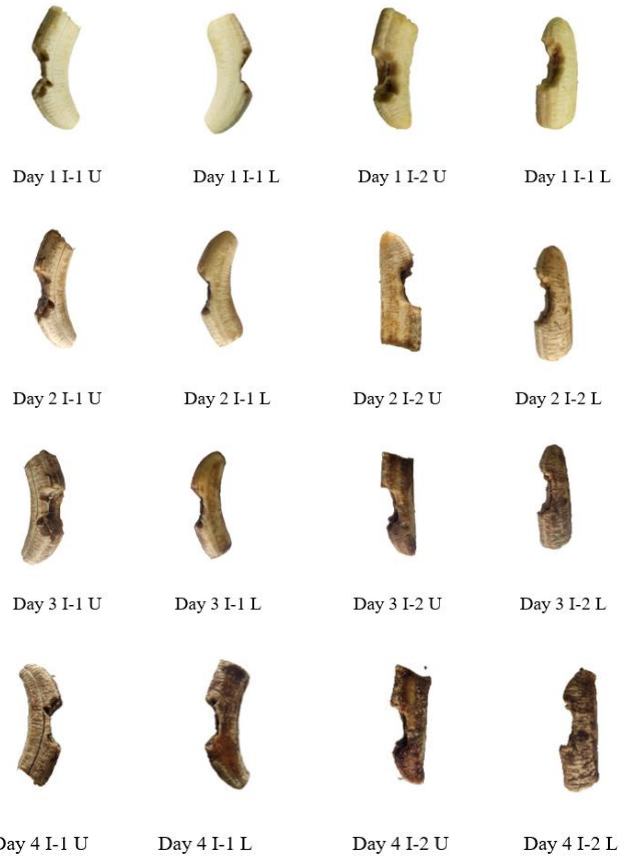 Day 1 I-1 U
Day 1 I-1 L
Day 1 I-2 U
Day 1 I-1 L
Day 2 I-1 U
Day 2 I-1 L
Day 2 I-2 U
Day 2 I-2 L
Day 3 I-1 U
Day 3 I-1 L
Day 3 I-2 U
Day 3 I-2 L
Day 4 I-1 U
Day 4 I-1 L
Day 4 I-2 U
Day 4 I-2 L